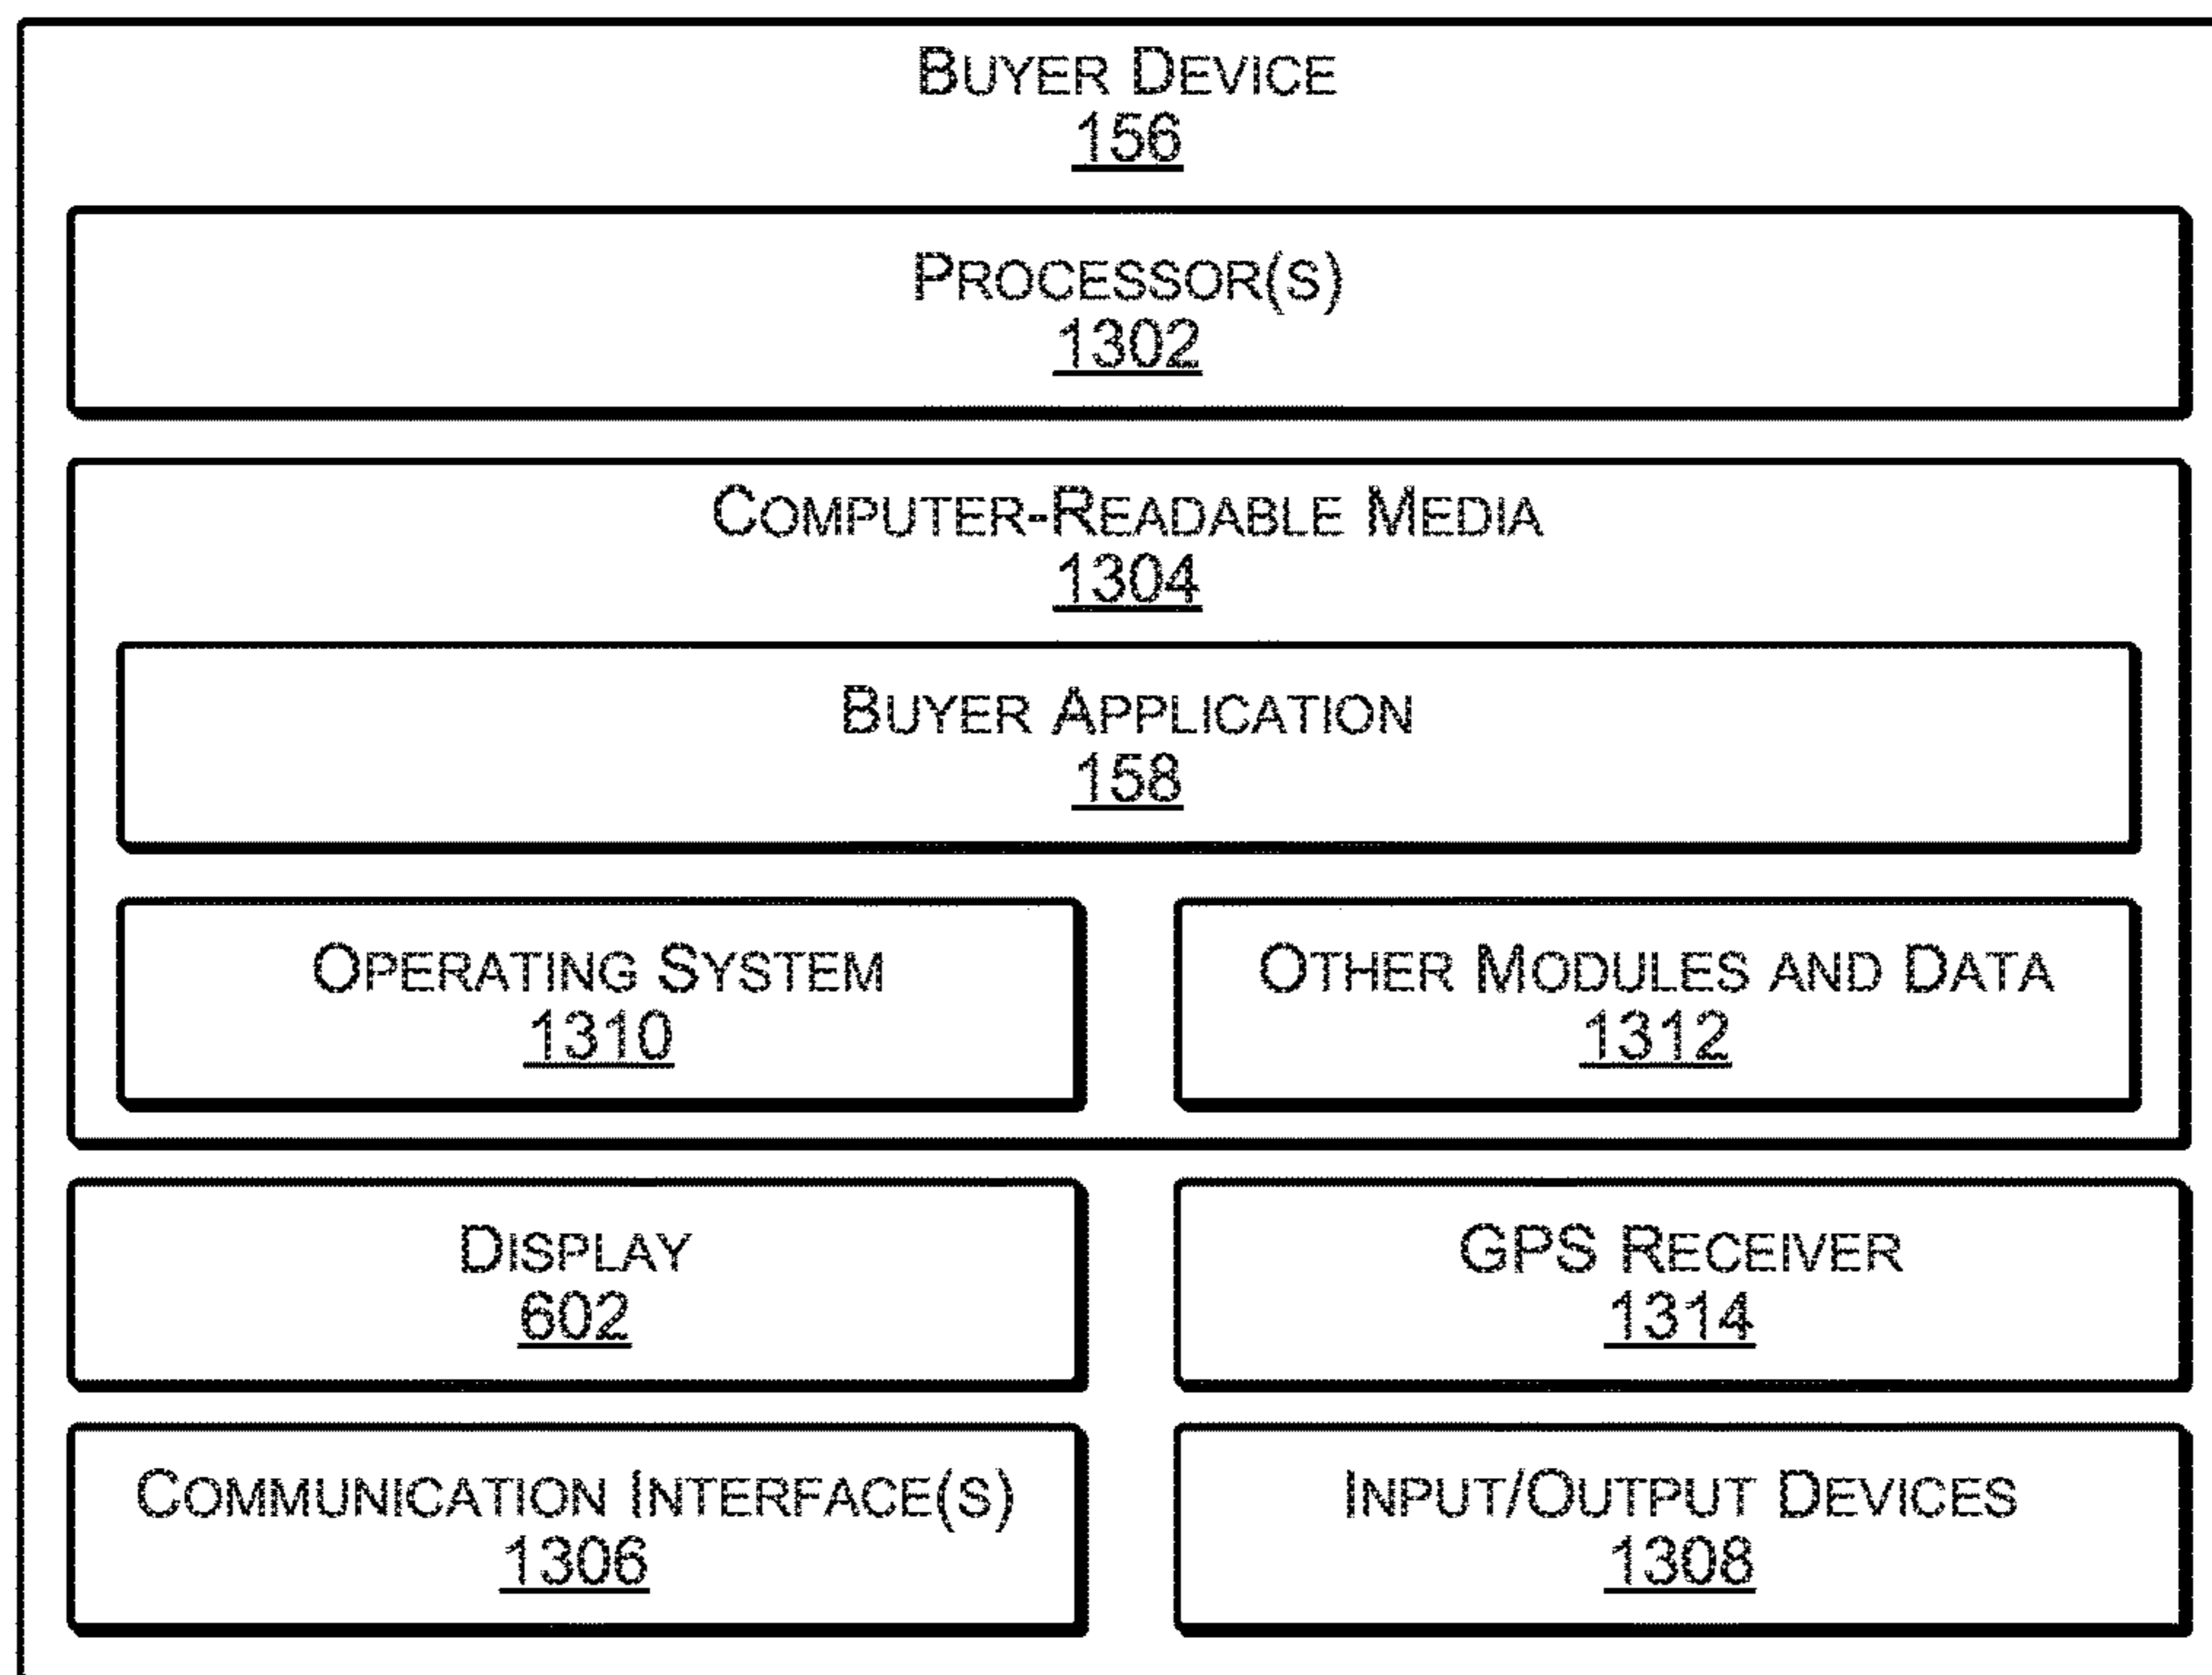 BUYER DEVICE
156
PROCESSOR(S)
1302
COMPUTER-READABLE MEDIA
1304
BUYER APPLICATION
158
OPERATING SYSTEM
1310
OTHER MODULES AND DATA
1312
DISPLAY
602
GPS RECEIVER
1314
COMMUNICATION INTERFACE(S)
1306
INPUT/OUTPUT DEVICES
1308